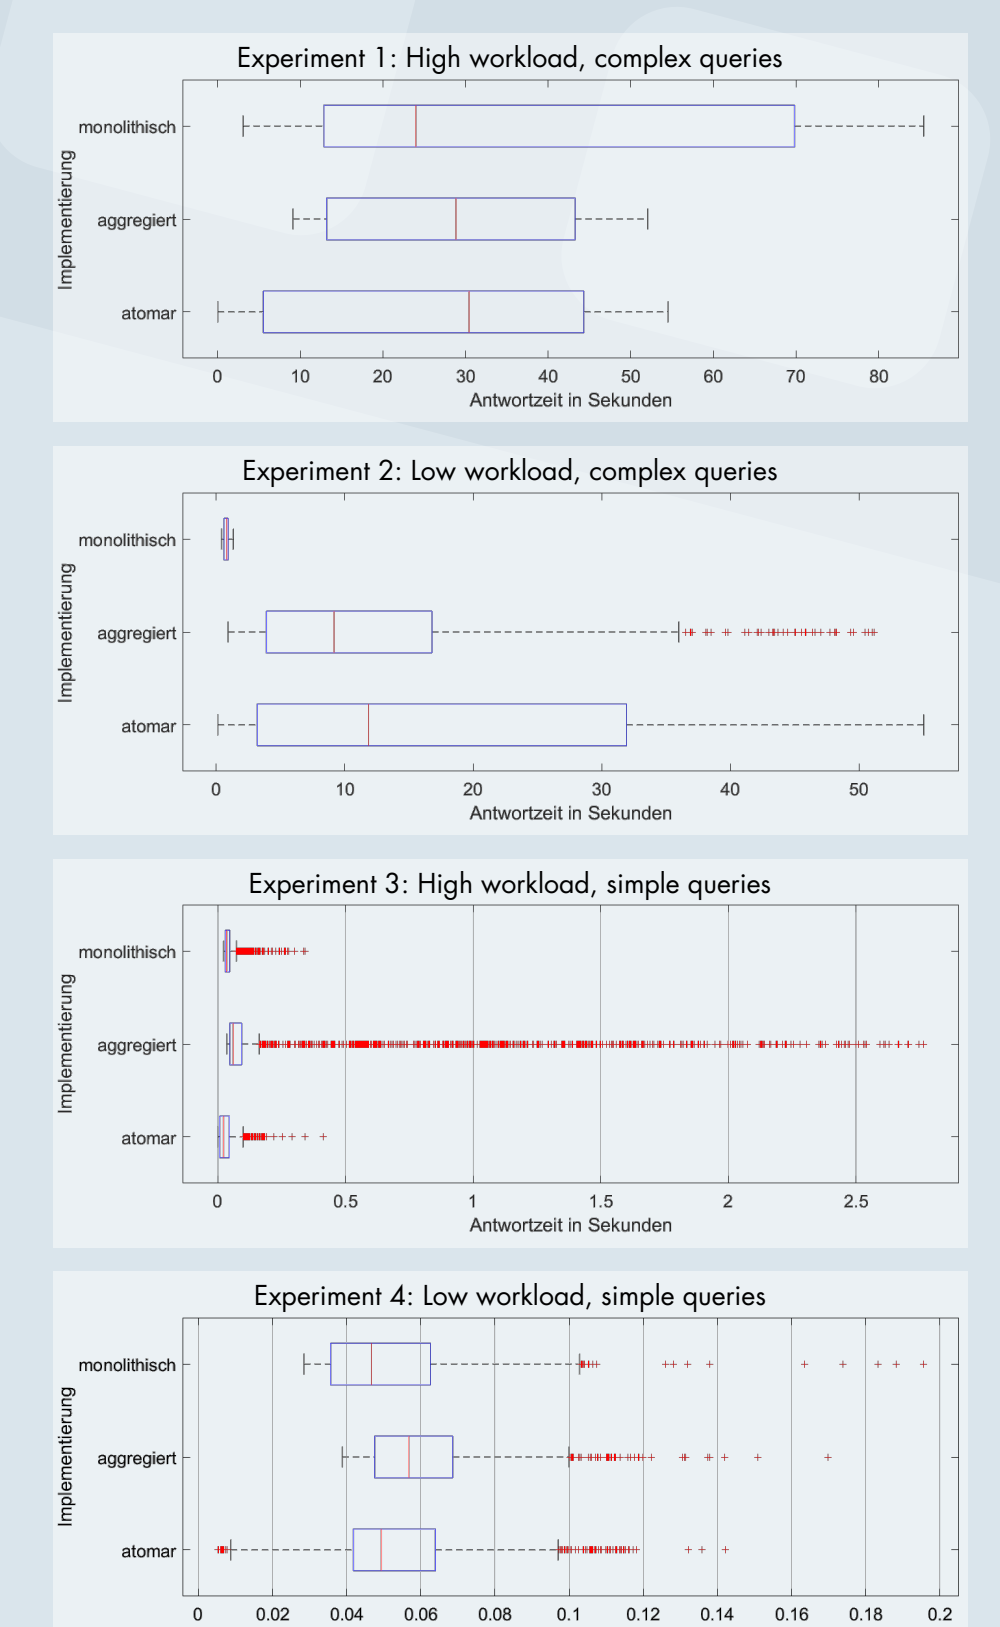 Experiment 1: High workload, complex queries
Implementierung
monolithisch
aggregiert
atomar
0 10 20 30 40 50 60 70 80
Antwortzeit in Sekunden
Experiment 2: Low workload, complex queries
Implementierung
monolithisch
aggregiert
atomar
0 10 20 30 40 50
Antwortzeit in Sekunden
Experiment 3: High workload, simple queries
Implementierung
monolithisch
aggregiert
atomar
0 0.5 1 1.5 2 2.5
Antwortzeit in Sekunden
Experiment 4: Low workload, simple queries
Implementierung
monolithisch
aggregiert
atomar
0 0.02 0.04 0.06 0.08 0.1 0.12 0.14 0.16 0.18 0.2